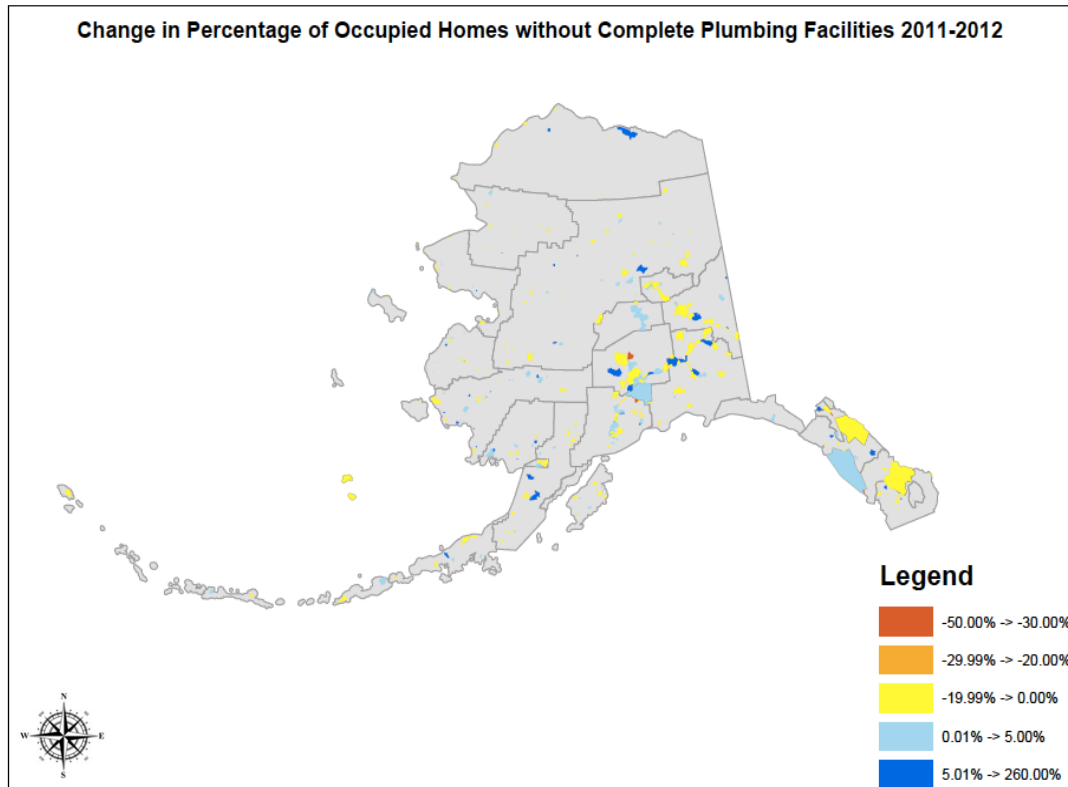 Change in Percentage of Occupied Homes without Complete Plumbing Facilities 2011-2012
Legend
-50.00% -> -30.00%
-29.99% -> -20.00%
-19.99% -> 0.00%
0.01% -> 5.00%
5.01% -> 260.00%
N
W E
S